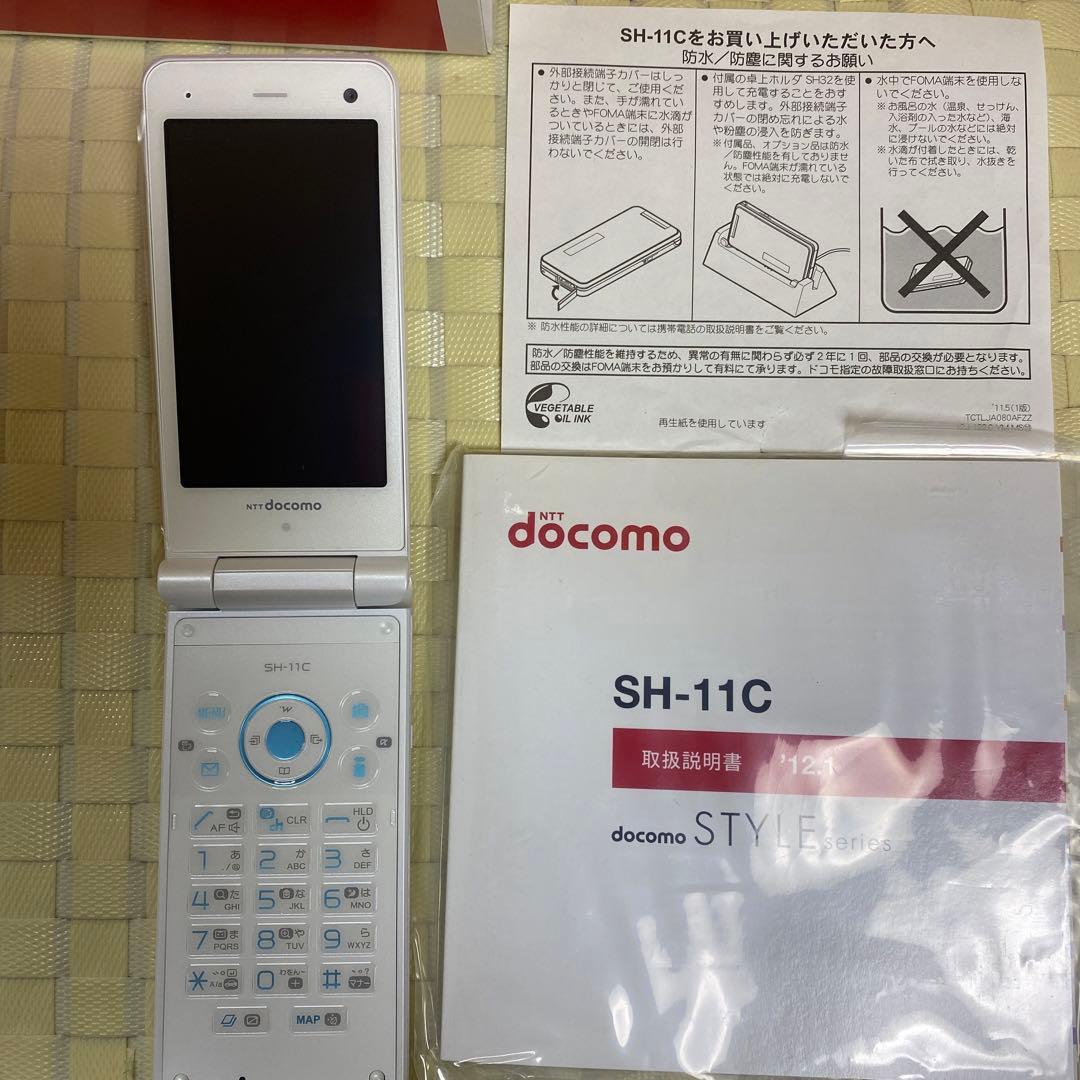 SH-11Cをお買い上げいただいた方へ
防水／防塵に関するお願い
● 外部接続端子カバーはしっ
かりと閉じて、ご使用くだ
さい。また、手が濡れてい
るときやFOMA端末に水滴が
ついているときには、外部
接続端子カバーの開閉は行
わないでください。
● 付属の卓上ホルダ SH32を使
用して充電することをおす
すめします。外部接続端子
カバーの閉め忘れによる水
や粉塵の浸入を防ぎます。
※付属品、オプション品は防水
／防塵性能を有しておりませ
ん。FOMA端末が濡れている
状態では絶対に充電しないで
ください。
● 水中でFOMA端末を使用しな
いでください。
※お風呂の水（温泉、せっけん、
入浴剤の入った水など）、海
水、プールの水などには絶対
に浸けないでください。
※水滴が付着したときには、乾
いた布で拭き取り、水抜きを
行ってください。
※ 防水性能の詳細については携帯電話の取扱説明書をご覧ください。
防水／防塵性能を維持するため、異常の有無に関わらず必ず２年に１回、部品の交換が必要となります。
部品の交換はFOMA端末をお預かりして有料にて承ります。ドコモ指定の故障取扱窓口にお持ちください。
VEGETABLE
OIL INK
再生紙を使用しています
'11.5(1版)
TCTLJA080AFZZ
NTT docomo
SH-11C
MENU
AF
CLR
HLD
1 あ ./@
2 か ABC
3 さ DEF
4 た GHI
5 な JKL
6 は MNO
7 ま PQRS
8 や TUV
9 ら WXYZ
* A/a
0 わをん
# マナー
MAP
NTT
docomo
SH-11C
取扱説明書 '12.1
docomo STYLE series